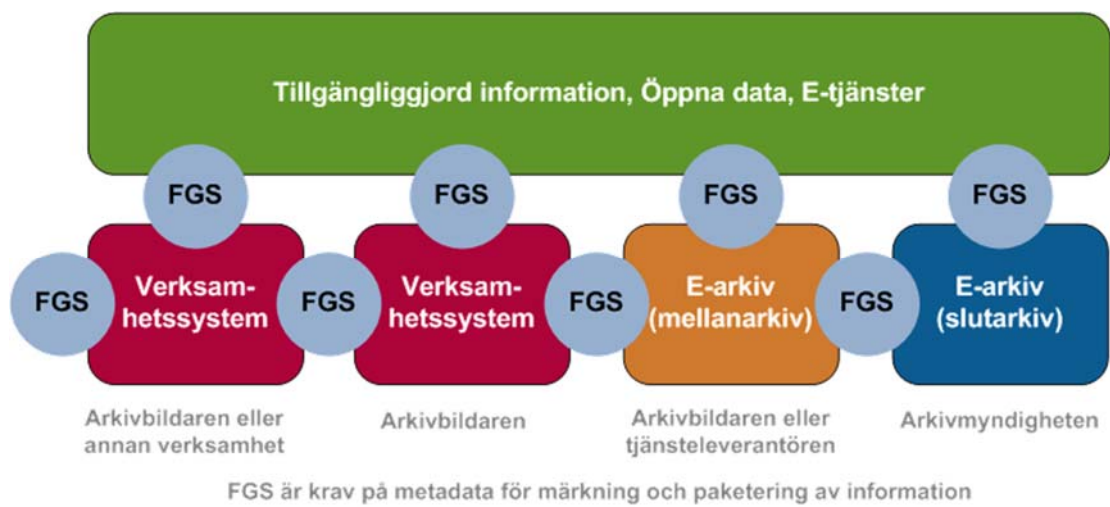 Tillgängliggjord information, Öppna data, E-tjänster
FGS
FGS
FGS
FGS
FGS
Verksam-
hetssystem
FGS
Verksam-
hetssystem
FGS
E-arkiv
(mellanarkiv)
FGS
E-arkiv
(slutarkiv)
Arkivbildaren eller
annan verksamhet
Arkivbildaren
Arkivbildaren eller
tjänsteleverantören
Arkivmyndigheten
FGS är krav på metadata för märkning och paketering av information